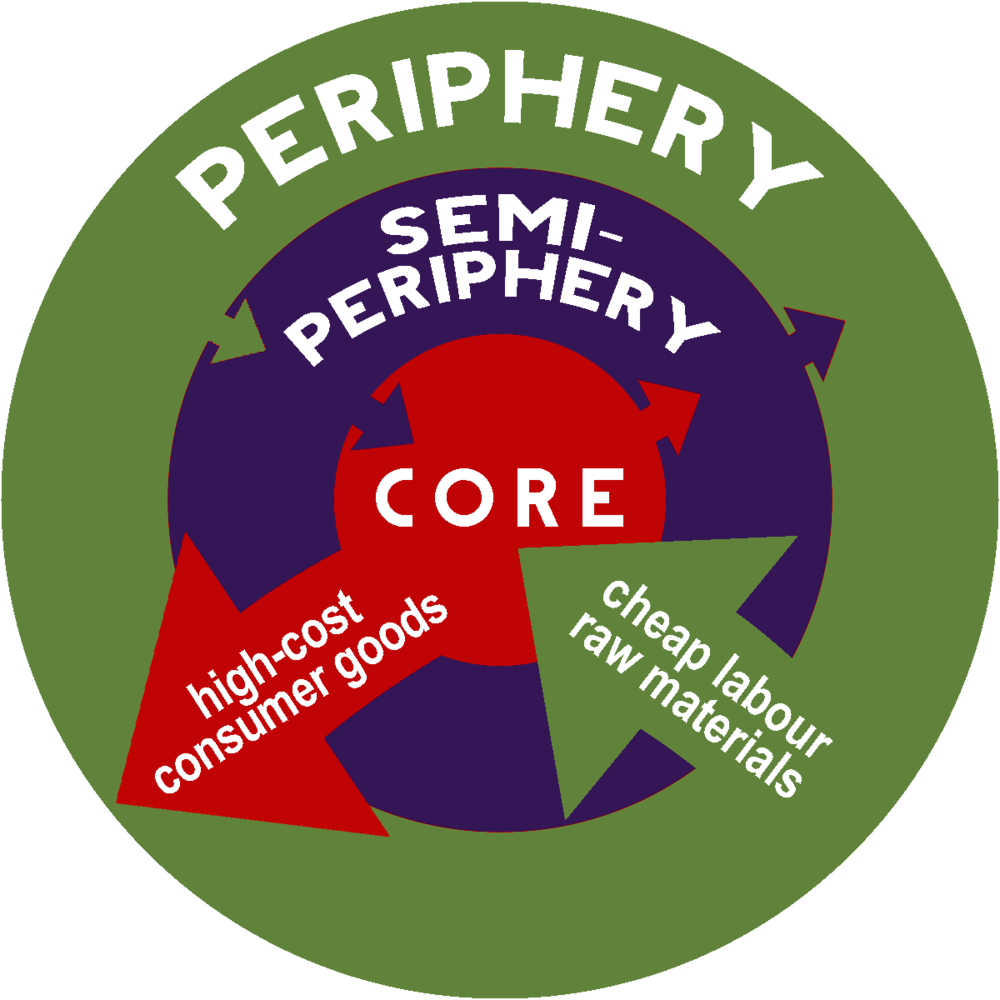 PERIPHERY
SEMI-
PERIPHERY
CORE
high-cost
consumer goods
cheap labour
raw materials